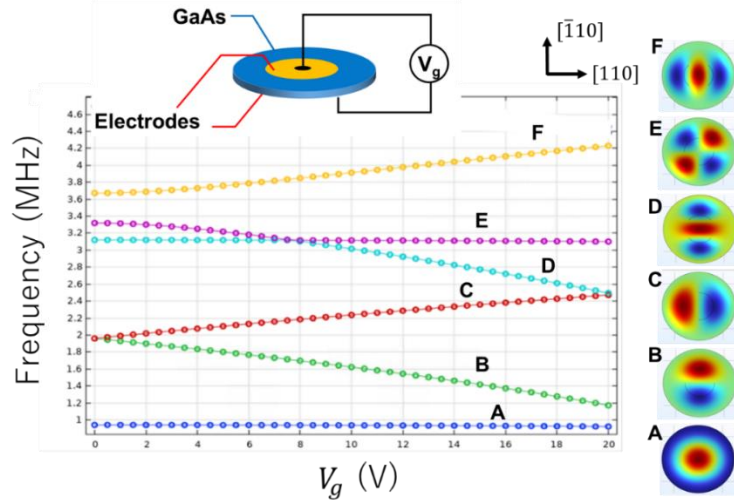 GaAs
V_g
Electrodes
[1̄10]
[110]
Frequency (MHz)
4.6
4.4
4.2
4
3.8
3.6
3.4
3.2
3
2.8
2.6
2.4
2.2
2
1.8
1.6
1.4
1.2
1
0 2 4 6 8 10 12 14 16 18 20
V_g (V)
F
E
D
C
B
A
F
E
D
C
B
A